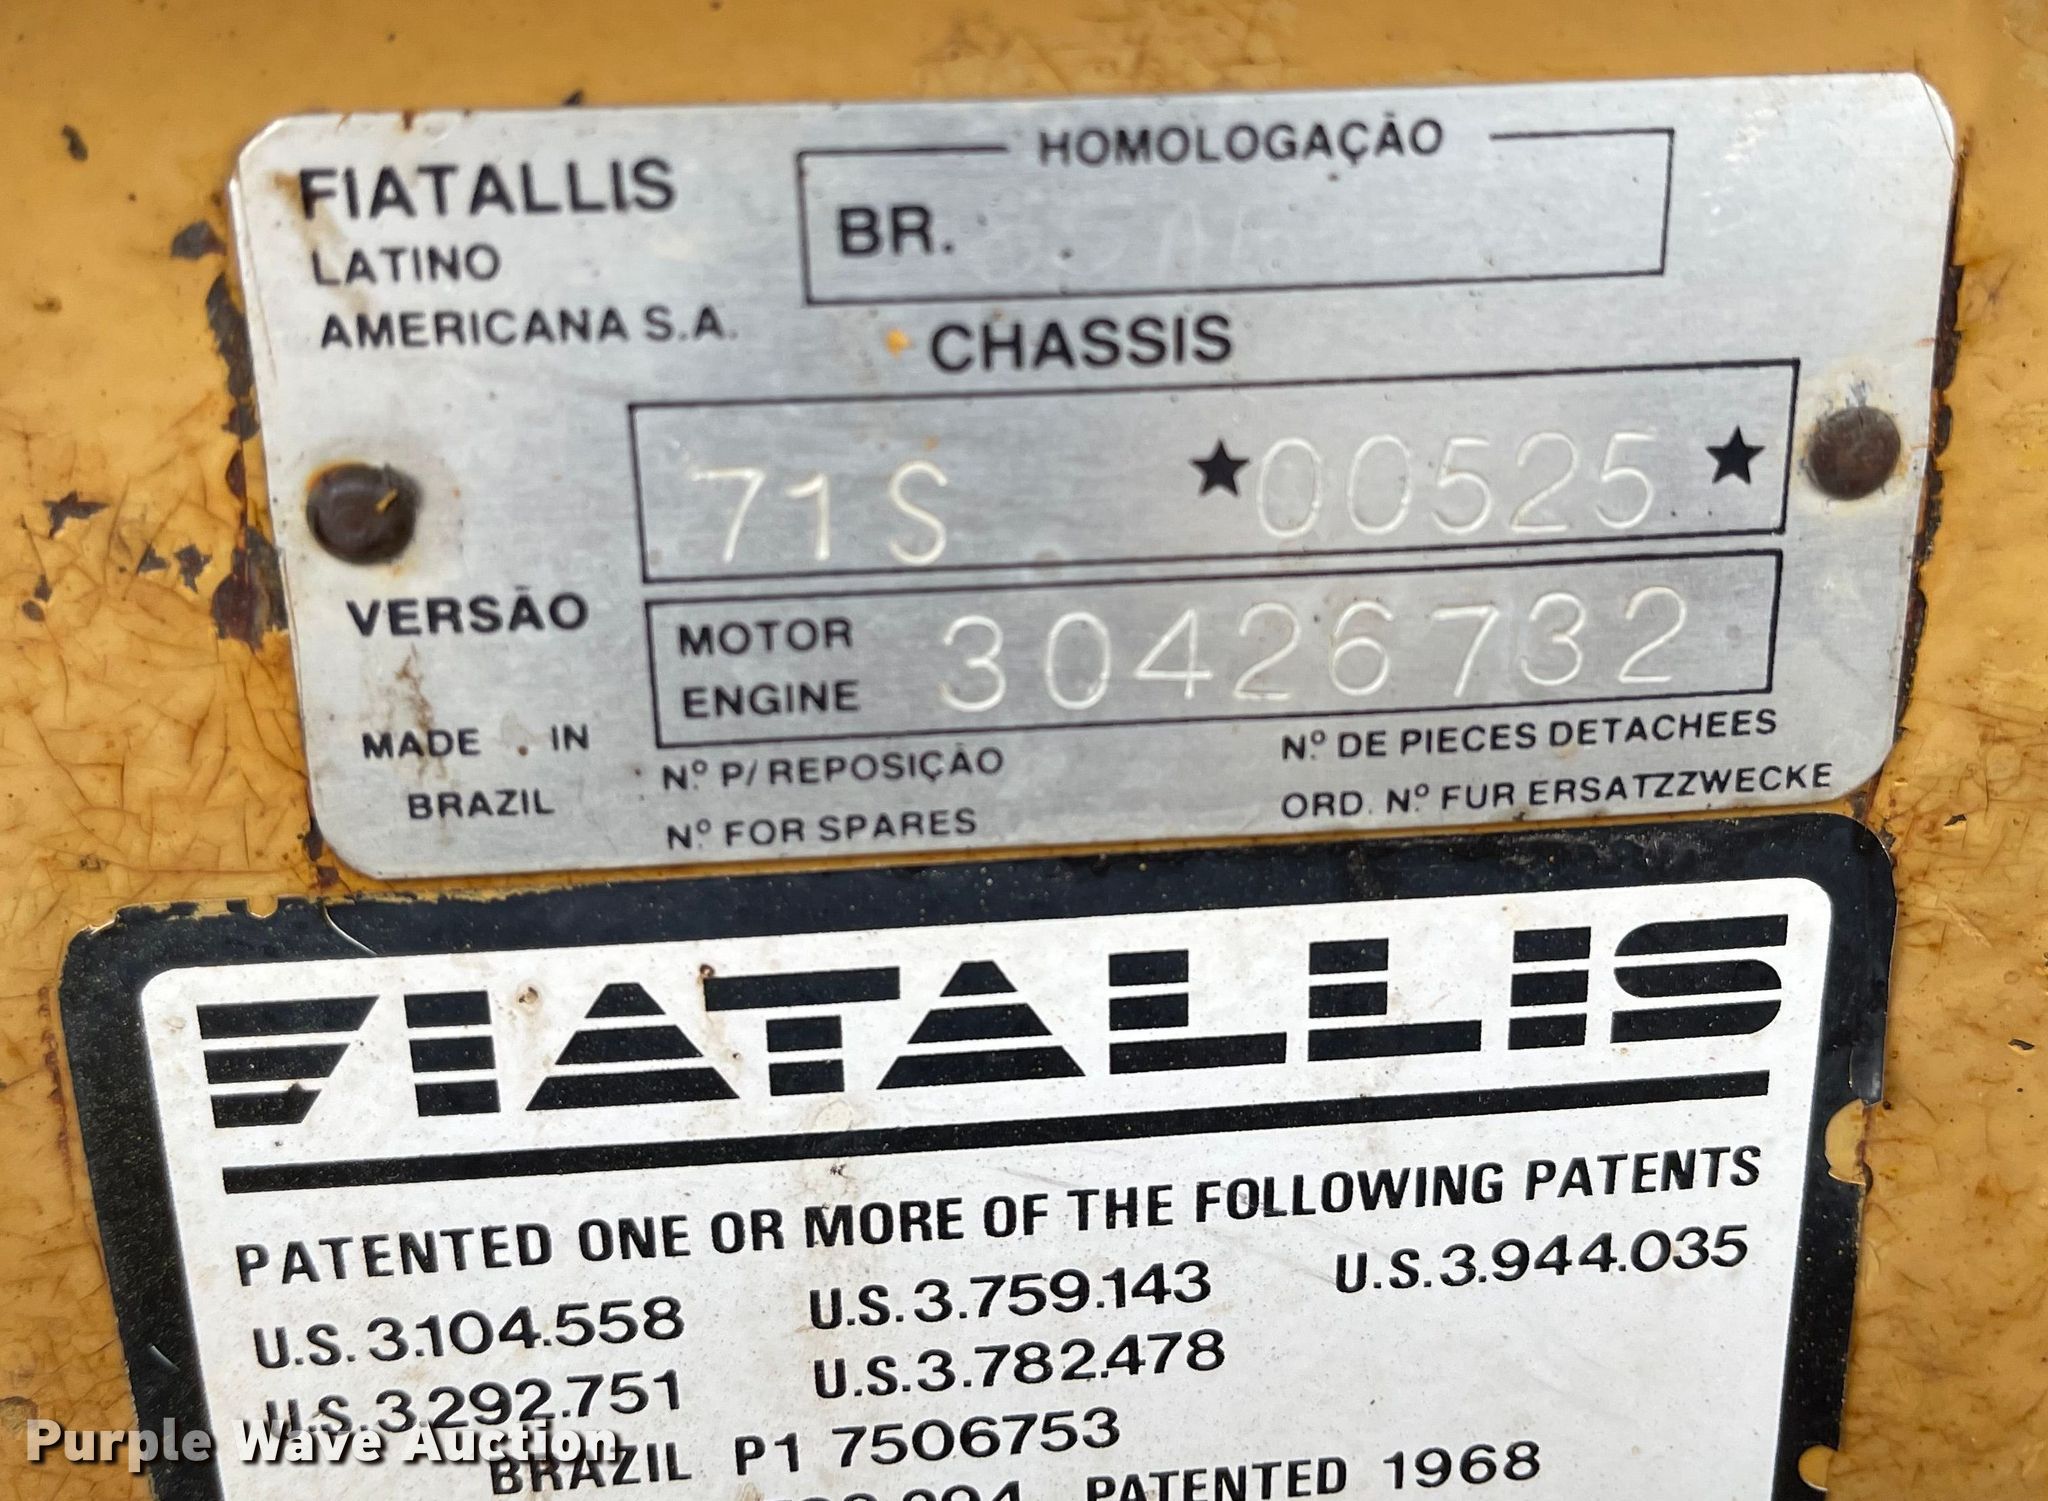 FIATALLIS
LATINO
AMERICANA S.A.
HOMOLOGAÇÃO
BR.
CHASSIS
71S ★00525★
VERSÃO
MOTOR
ENGINE
30426732
MADE IN
BRAZIL
Nº P/ REPOSIÇÃO
Nº FOR SPARES
Nº DE PIECES DETACHEES
ORD. Nº FUR ERSATZZWECKE
FIATALLIS
PATENTED ONE OR MORE OF THE FOLLOWING PATENTS
U.S. 3.104.558 U.S. 3.759.143 U.S. 3.944.035
U.S. 3.292.751 U.S. 3.782.478
BRAZIL P1 7506753
PATENTED 1968
Purple Wave Auction